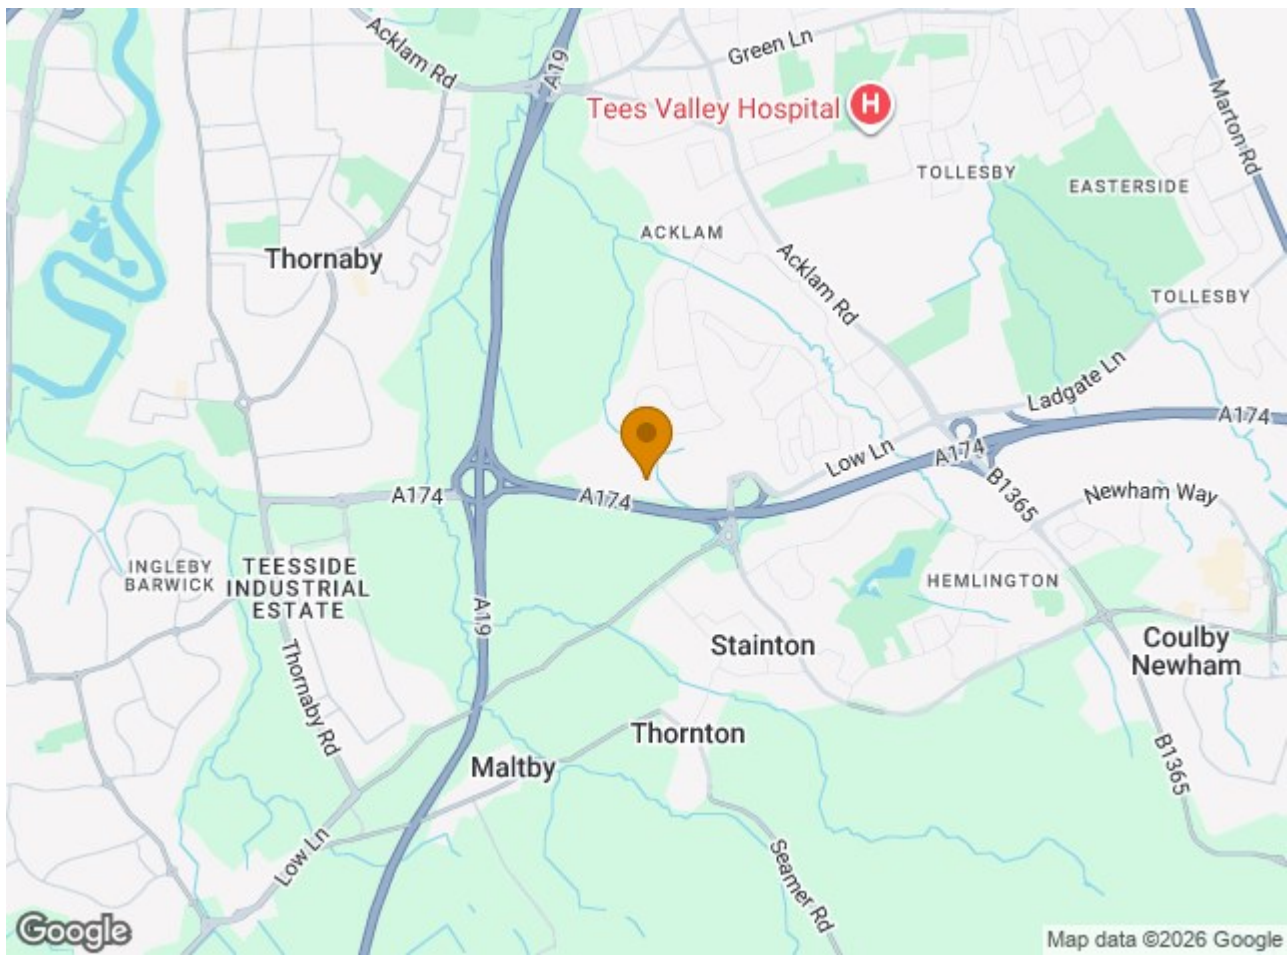 Acklam Rd
A19
Green Ln
Tees Valley Hospital
H
Marton Rd
TOLLESBY
EASTERSIDE
ACKLAM
Thornaby
Acklam Rd
TOLLESBY
Ladgate Ln
A174
Low Ln
A174
A174
A174
B1365
Newham Way
INGLEBY
BARWICK
TEESSIDE
INDUSTRIAL
ESTATE
A19
HEMLINGTON
Stainton
Coulby
Newham
Thornaby Rd
Thornton
Maltby
B1365
Low Ln
Seamer Rd
Google
Map data ©2026 Google